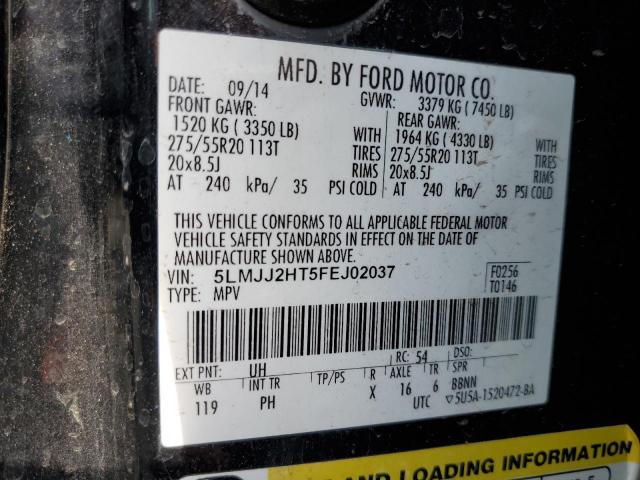 MFD. BY FORD MOTOR CO.
DATE: 09/14 GVWR: 3379 KG (7450 LB)
FRONT GAWR: REAR GAWR:
1520 KG (3350 LB) WITH 1964 KG (4330 LB) WITH
275/55R20 113T TIRES 275/55R20 113T TIRES
20x8.5J RIMS 20x8.5J RIMS
AT 240 kPa/ 35 PSI COLD AT 240 kPa/ 35 PSI COLD
THIS VEHICLE CONFORMS TO ALL APPLICABLE FEDERAL MOTOR
VEHICLE SAFETY STANDARDS IN EFFECT ON THE DATE OF
MANUFACTURE SHOWN ABOVE.
VIN: 5LMJJ2HT5FEJ02037 F0256
TYPE: MPV T0146
EXT PNT: UH RC: 54 DSO:
WB INT TR TP/PS R AXLE TR SPR
119 PH X 16 6 BBNN
UTC ▽5U5A-1520472-BA
AND LOADING INFORMATION